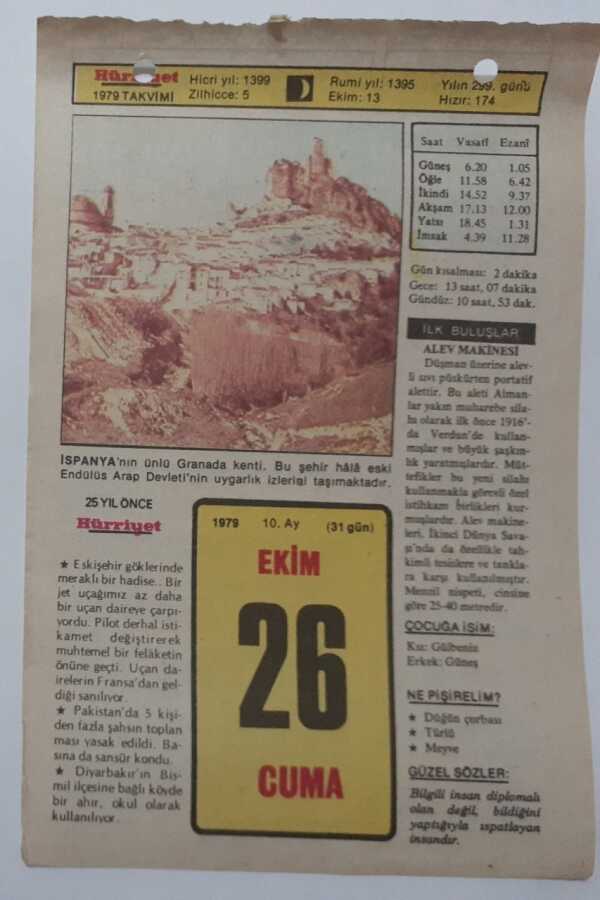 Hürriyet
1979 TAKVİMİ
Hicri yıl: 1399
Zilhicce: 5
Rumi yıl: 1395
Ekim: 13
Yılın 299. günü
Hızır: 174
Saat Vasatî Ezanî
Güneş 6.20 1.05
Öğle 11.58 6.42
İkindi 14.52 9.37
Akşam 17.13 12.00
Yatsı 18.45 1.31
İmsak 4.39 11.28
Gün kısalması: 2 dakika
Gece: 13 saat, 07 dakika
Gündüz: 10 saat, 53 dak.
İLK BULUŞLAR
ALEV MAKİNESİ
Düşman üzerine alev-
li sıvı püskürten portatif
alettir. Bu aleti Alman-
lar yakın muharebe sila-
hı olarak ilk önce 1916'
da Verdun'de kullan-
mışlar ve büyük şaşkın-
lık yaratmışlardır. Müt-
tefikler bu yeni silahı
kullanmakla görevli özel
istihkam birlikleri kur-
muşlardır. Alev makine-
leri, İkinci Dünya Sava-
şı'nda da özellikle tah-
kimli tesislere ve tankla-
ra karşı kullanılmıştır.
Menzil nispeti, cinsine
göre 25-40 metredir.
ÇOCUĞA İSİM:
Kız: Gülbeniz
Erkek: Güneş
NE PİŞİRELİM?
★ Düğün çorbası
★ Türlü
★ Meyve
GÜZEL SÖZLER:
Bilgili insan diplomalı
olan değil, bildiğini
yaptığıyla ıspatlayan
insandır.
İSPANYA'nın ünlü Granada kenti. Bu şehir hâlâ eski
Endülüs Arap Devleti'nin uygarlık izlerini taşımaktadır.
25 YIL ÖNCE
Hürriyet
★ Eskişehir göklerinde
meraklı bir hadise.. Bir
jet uçağımız az daha
bir uçan daireye çarpı-
yordu. Pilot derhal isti-
kamet değiştirerek
muhtemel bir felaketin
önüne geçti. Uçan da-
irelerin Fransa'dan gel-
diği sanılıyor.
★ Pakistan'da 5 kişi-
den fazla şahsın toplan
ması yasak edildi. Ba-
sına da sansür kondu.
★ Diyarbakır'ın Bis-
mil ilçesine bağlı köyde
bir ahır, okul olarak
kullanılıyor.
1979 10. Ay (31 gün)
EKİM
26
CUMA